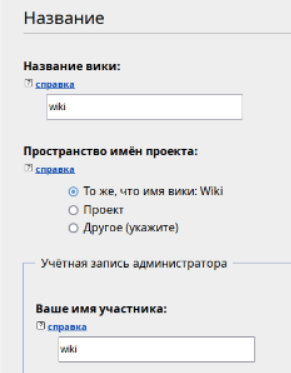 Название
Название вики:
справка
wiki
Пространство имён проекта:
справка
То же, что имя вики: Wiki
Проект
Другое (укажите)
Учётная запись администратора
Ваше имя участника:
справка
wiki